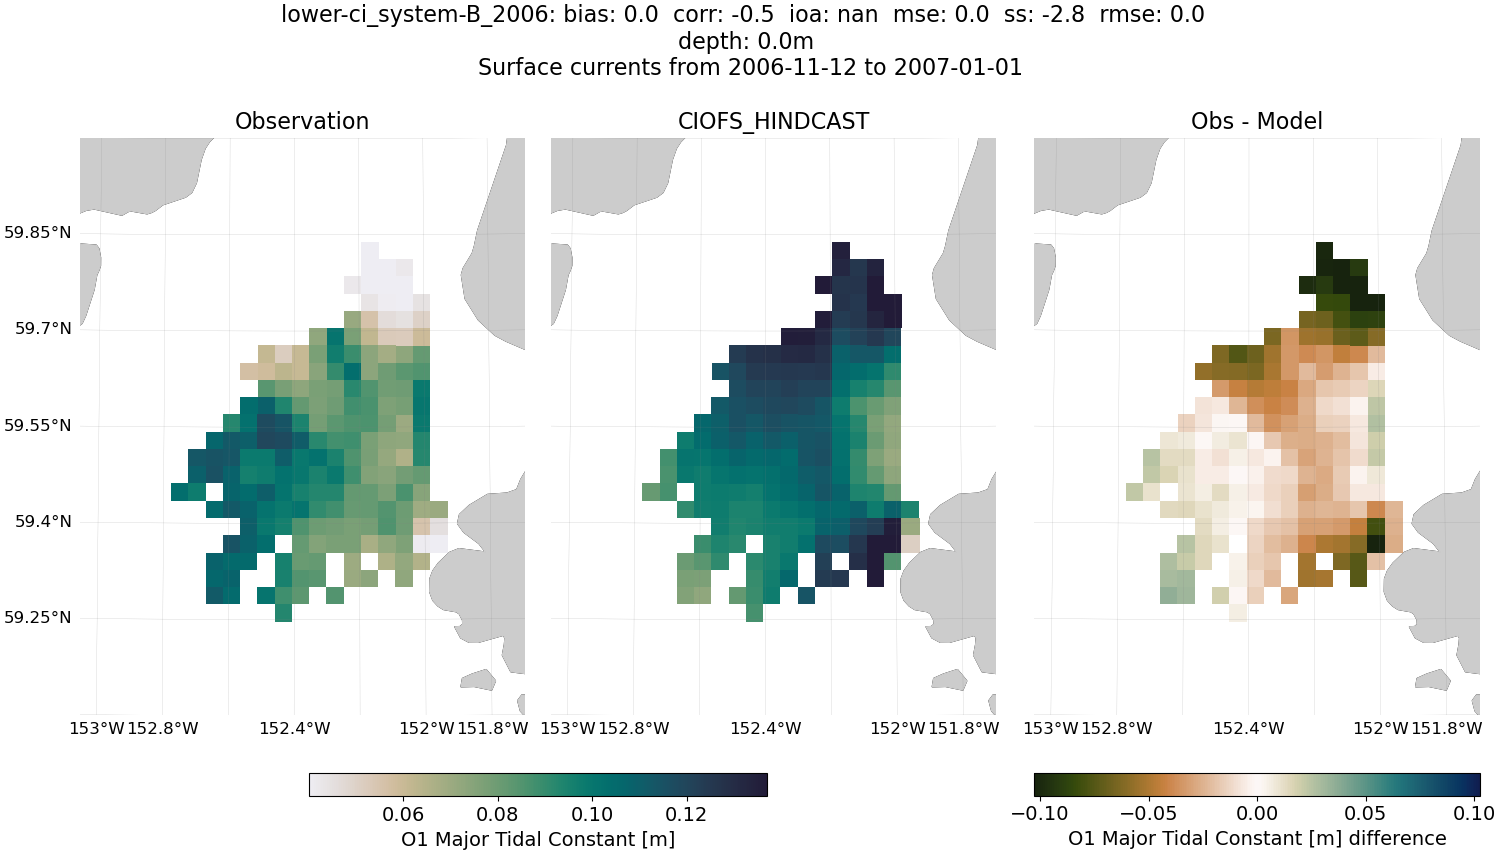 lower-ci_system-B_2006: bias: 0.0  corr: -0.5  ioa: nan  mse: 0.0  ss: -2.8  rmse: 0.0
depth: 0.0m
Surface currents from 2006-11-12 to 2007-01-01
Observation
CIOFS_HINDCAST
Obs - Model
59.85°N
59.7°N
59.55°N
59.4°N
59.25°N
153°W 152.8°W 152.4°W 152°W 151.8°W
153°W 152.8°W 152.4°W 152°W 151.8°W
153°W 152.8°W 152.4°W 152°W 151.8°W
0.06 0.08 0.10 0.12
O1 Major Tidal Constant [m]
−0.10 −0.05 0.00 0.05 0.10
O1 Major Tidal Constant [m] difference